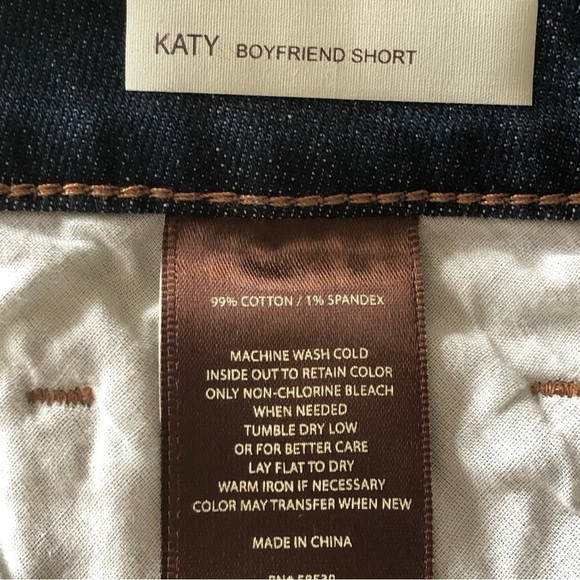 KATY BOYFRIEND SHORT
99% COTTON / 1% SPANDEX
MACHINE WASH COLD
INSIDE OUT TO RETAIN COLOR
ONLY NON-CHLORINE BLEACH
WHEN NEEDED
TUMBLE DRY LOW
OR FOR BETTER CARE
LAY FLAT TO DRY
WARM IRON IF NECESSARY
COLOR MAY TRANSFER WHEN NEW
MADE IN CHINA